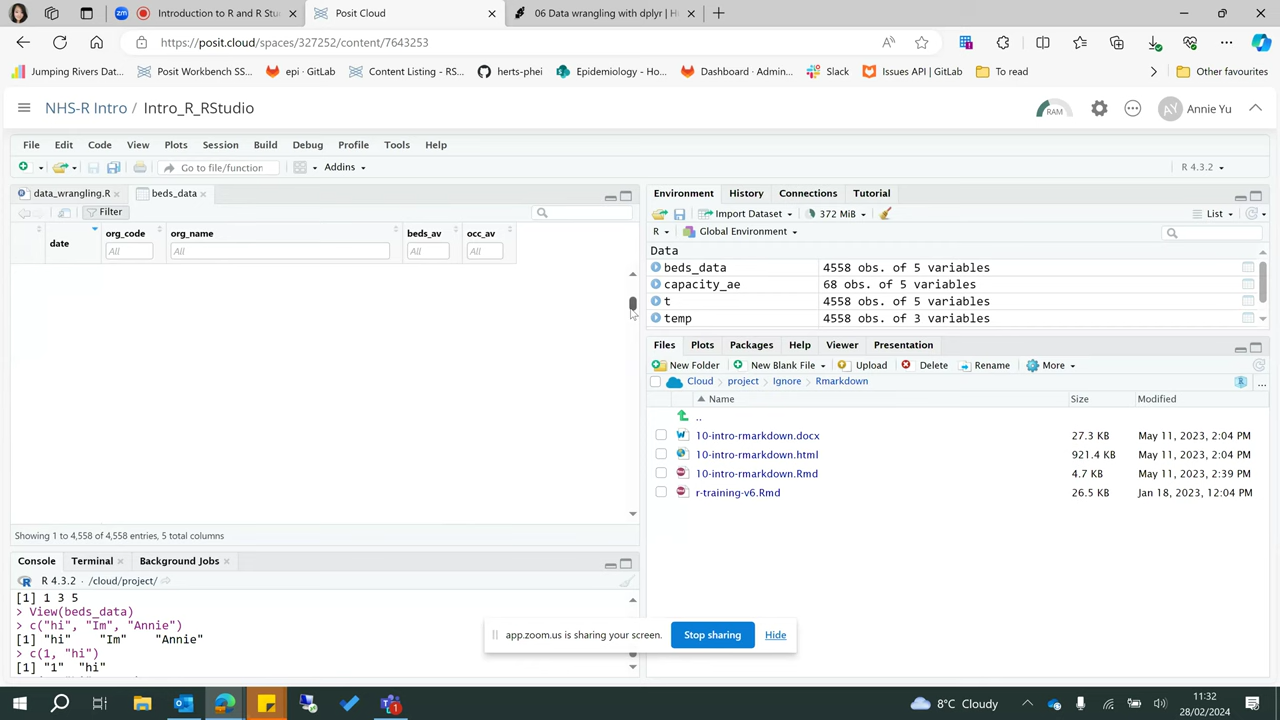 Introduction to R and R Stu
Posit Cloud
06 Data wrangling with dplyr | H
https://posit.cloud/spaces/327252/content/7643253
Jumping Rivers Dat...
Posit Workbench SS...
epi · GitLab
Content Listing - RS...
herts-phei
Epidemiology - Ho...
Dashboard · Admin...
Slack
Issues API | GitLab
To read
Other favourites
NHS-R Intro / Intro_R_RStudio
RAM
AY
Annie Yu
File Edit Code View Plots Session Build Debug Profile Tools Help
Go to file/function
Addins
R 4.3.2
data_wrangling.R
beds_data
Filter
date
org_code
org_name
beds_av
occ_av
All
All
All
All
Showing 1 to 4,558 of 4,558 entries, 5 total columns
Console Terminal Background Jobs
R 4.3.2 · /cloud/project/
[1] 1 3 5
> View(beds_data)
> c("hi", "Im", "Annie")
[1] "hi" "Im" "Annie"
> c(1, "hi")
[1] "1" "hi"
Environment History Connections Tutorial
Import Dataset
372 MiB
List
R
Global Environment
Data
beds_data 4558 obs. of 5 variables
capacity_ae 68 obs. of 5 variables
t 4558 obs. of 5 variables
temp 4558 obs. of 3 variables
Files Plots Packages Help Viewer Presentation
New Folder New Blank File Upload Delete Rename More
Cloud project Ignore Rmarkdown
Name Size Modified
..
10-intro-rmarkdown.docx 27.3 KB May 11, 2023, 2:04 PM
10-intro-rmarkdown.html 921.4 KB May 11, 2023, 2:04 PM
10-intro-rmarkdown.Rmd 4.7 KB May 11, 2023, 2:39 PM
r-training-v6.Rmd 26.5 KB Jan 18, 2023, 12:04 PM
app.zoom.us is sharing your screen.
Stop sharing
Hide
8°C Cloudy
11:32
28/02/2024